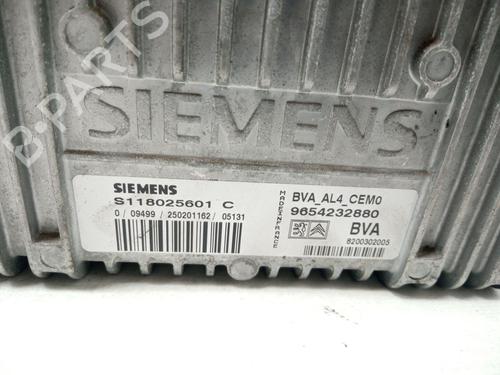 B-PARTS
SIEMENS
SIEMENS
S118025601 C
0 / 09499 / 250201162 / 05131
BVA_AL4_CEM0
9654232880
MADE IN FRANCE
BVA
8200302005